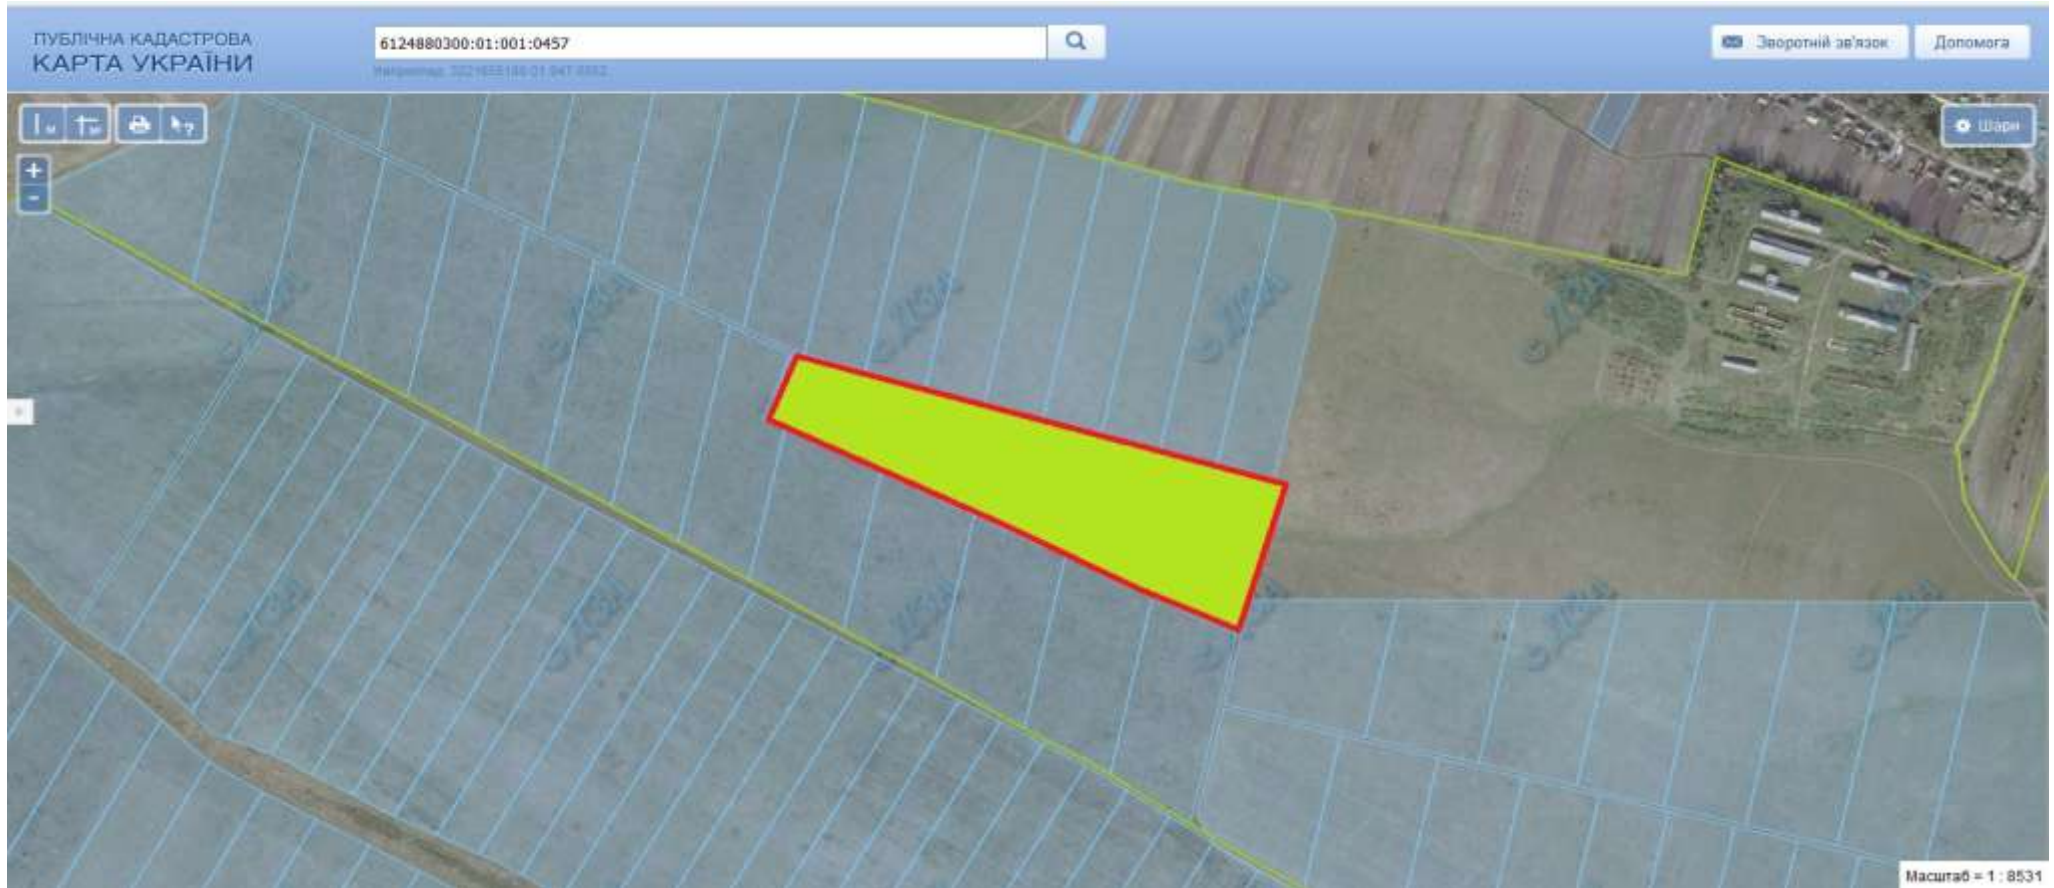 ПУБЛІЧНА КАДАСТРОВА
КАРТА УКРАЇНИ
6124880300:01:001:0457
Зворотній зв'язок
Допомога
Шари
Масштаб = 1 : 8531